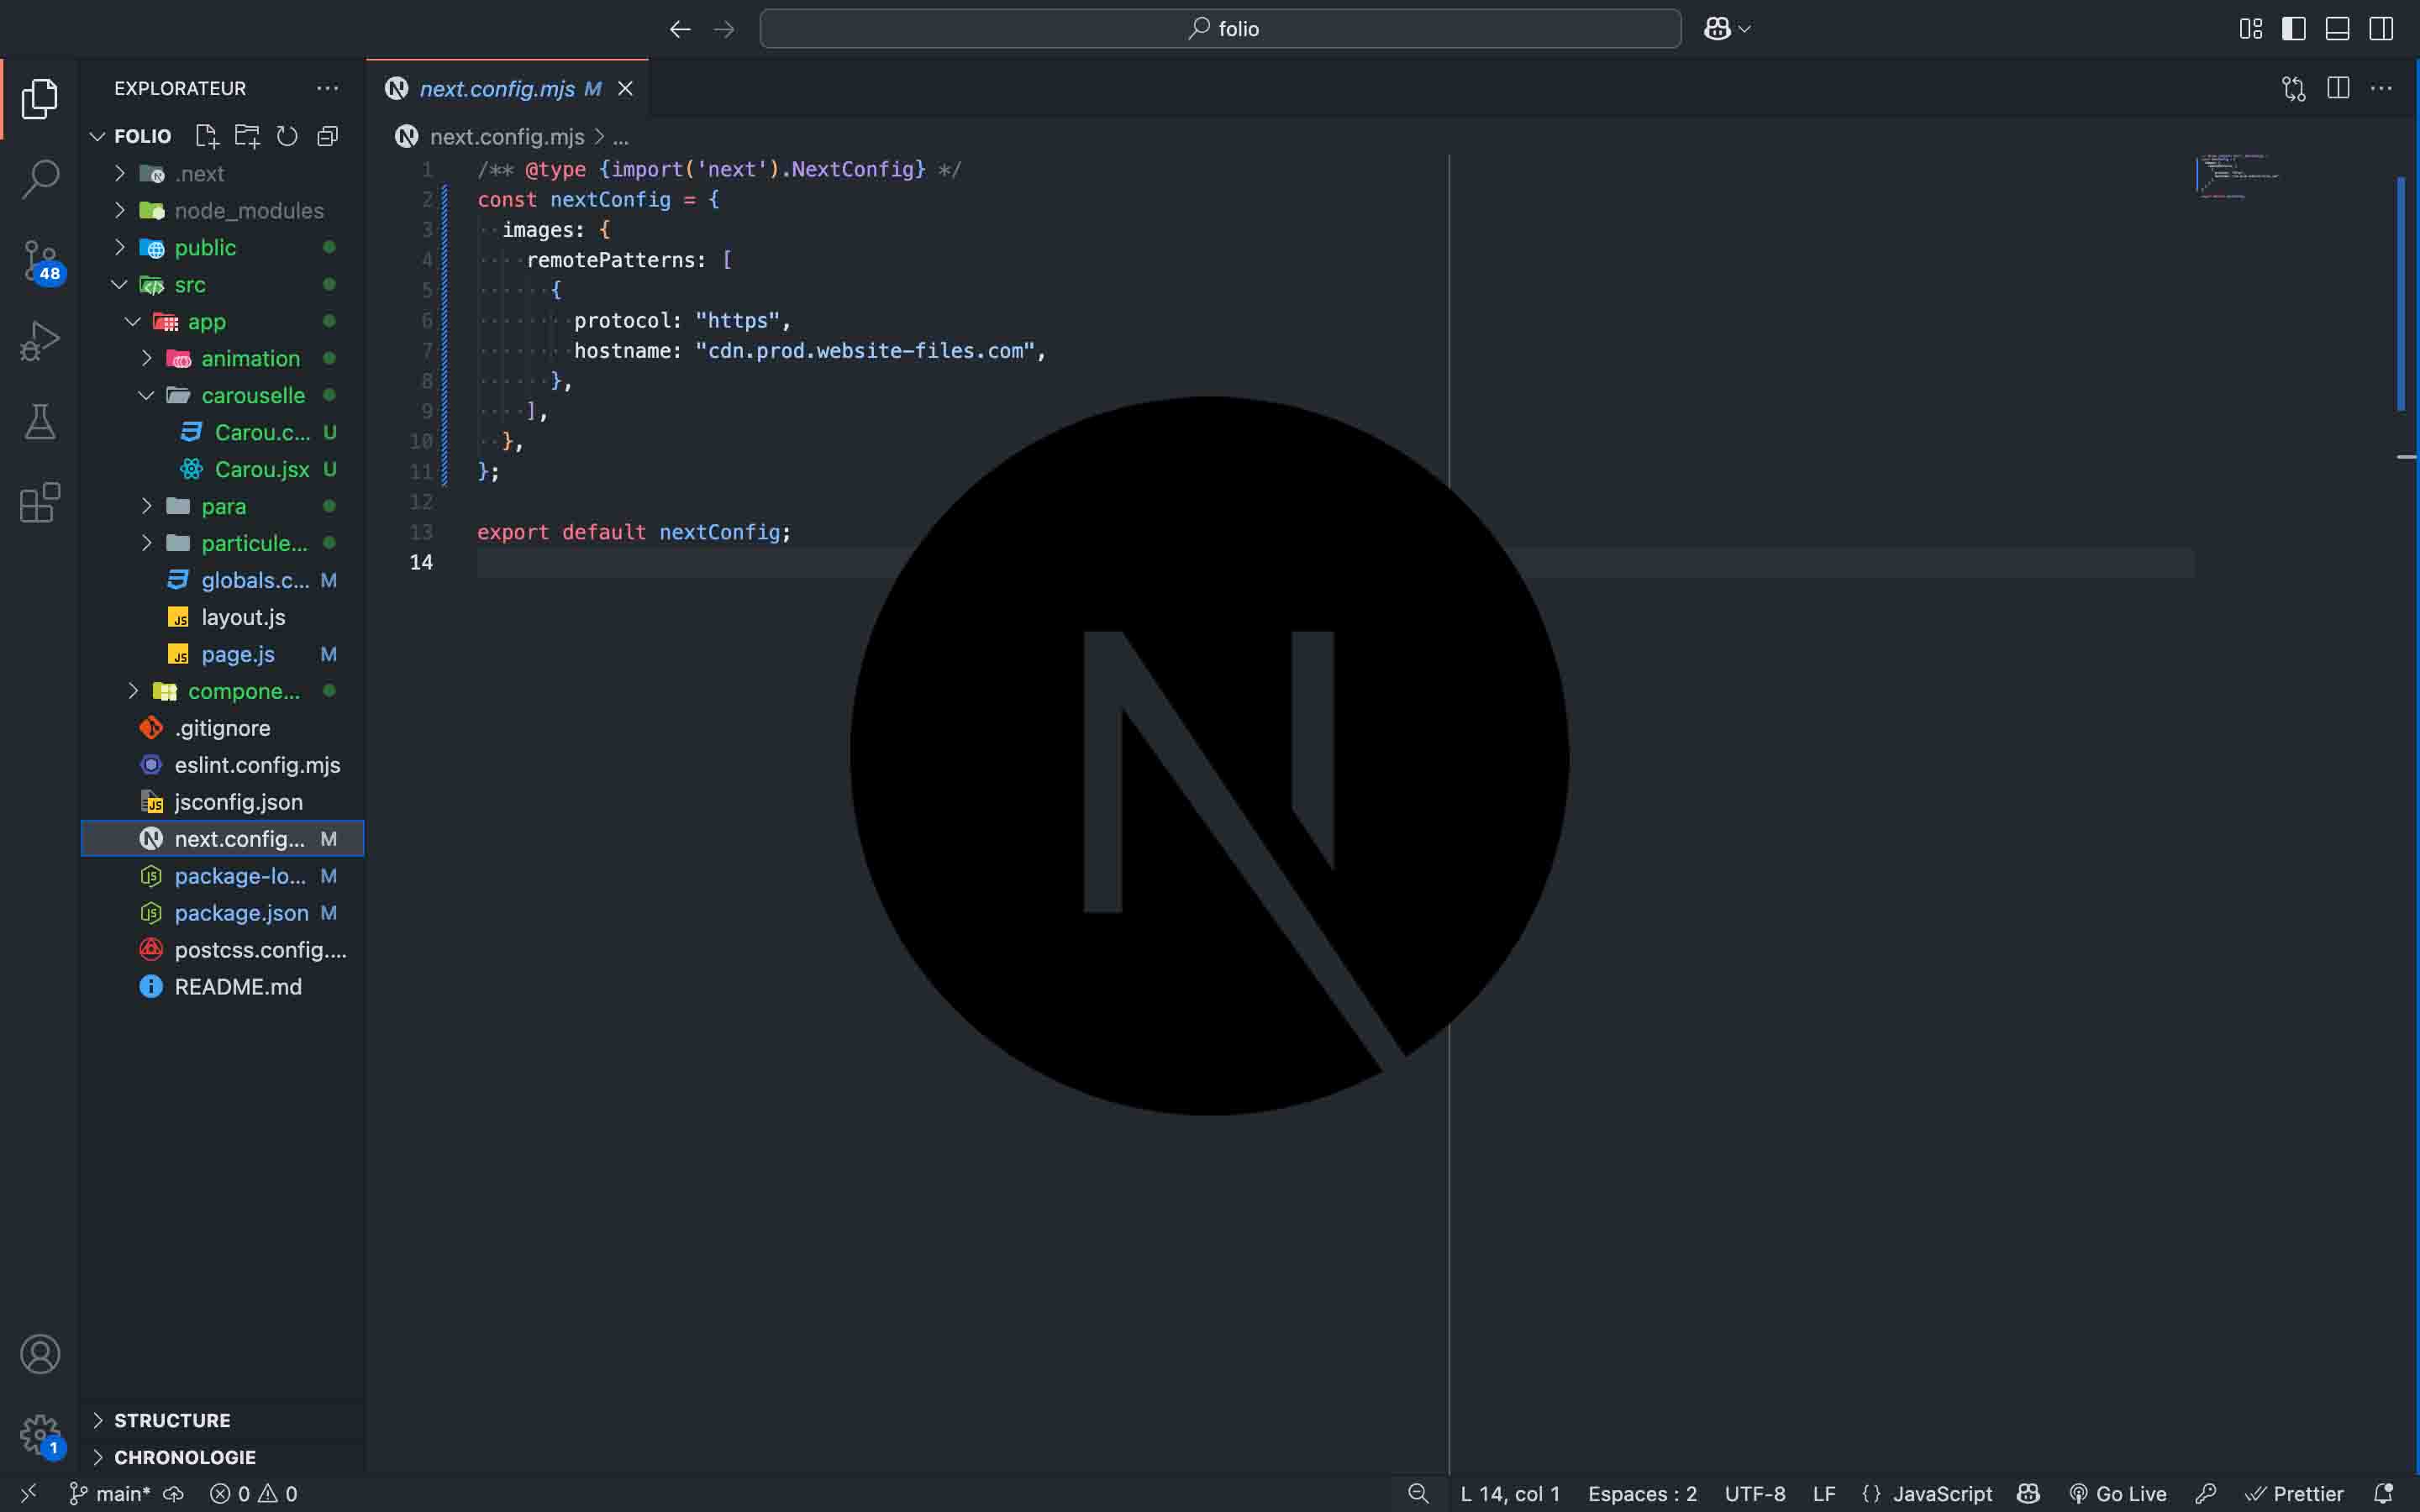 folio
EXPLORATEUR
FOLIO
.next
node_modules
public
src
app
animation
carouselle
Carou.c... U
Carou.jsx U
para
particule...
globals.c... M
layout.js
page.js M
compone...
.gitignore
eslint.config.mjs
jsconfig.json
next.config... M
package-lo... M
package.json M
postcss.config....
README.md
STRUCTURE
CHRONOLOGIE
48
1
next.config.mjs M
next.config.mjs > ...
1 /** @type {import('next').NextConfig} */
2 const nextConfig = {
3 images: {
4 remotePatterns: [
5 {
6 protocol: "https",
7 hostname: "cdn.prod.website-files.com",
8 },
9 ],
10 },
11 };
12
13 export default nextConfig;
14
main* 0 0
L 14, col 1 Espaces : 2 UTF-8 LF {} JavaScript Go Live Prettier